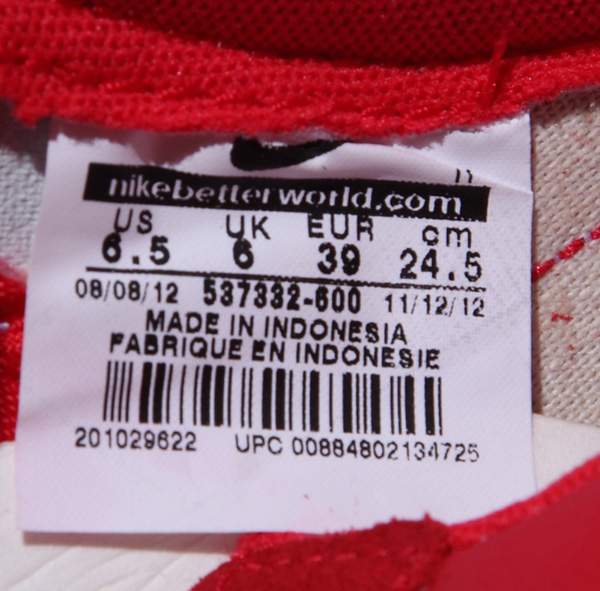 nikebetterworld.com
US UK EUR cm
6.5 6 39 24.5
08/08/12 537332-600 11/12/12
MADE IN INDONESIA
FABRIQUE EN INDONESIE
201029622 UPC 00884802134725